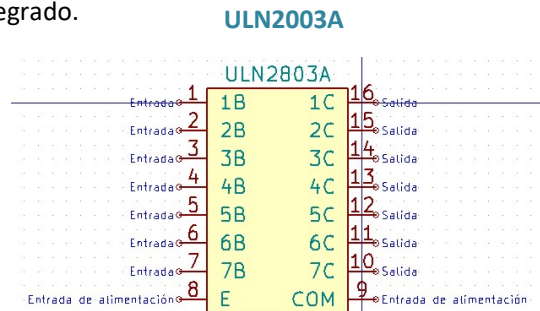 egrado.
ULN2003A
ULN2803A
Entrada 1 1B 1C 16 Salida
Entrada 2 2B 2C 15 Salida
Entrada 3 3B 3C 14 Salida
Entrada 4 4B 4C 13 Salida
Entrada 5 5B 5C 12 Salida
Entrada 6 6B 6C 11 Salida
Entrada 7 7B 7C 10 Salida
Entrada de alimentación 8 E COM 9 Entrada de alimentación